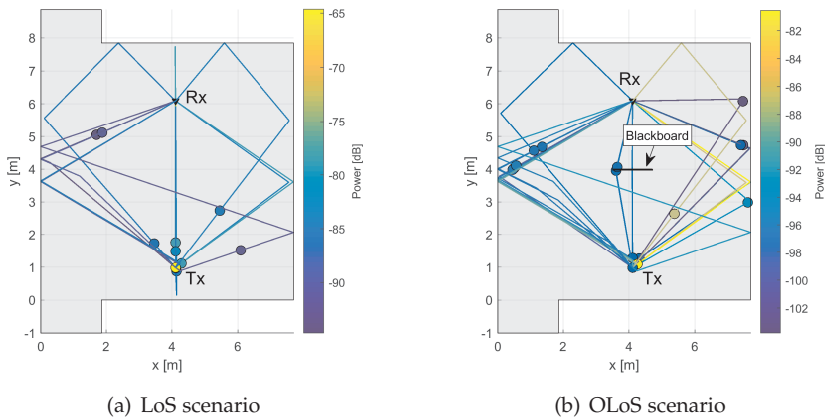 8
7
6
5
4
3
2
1
0
-1
y [m]
0 2 4 6
x [m]
Rx
Tx
-65
-70
-75
-80
-85
-90
Power [dB]
(a) LoS scenario
8
7
6
5
4
3
2
1
0
-1
y [m]
0 2 4 6
x [m]
Rx
Blackboard
Tx
-82
-84
-86
-88
-90
-92
-94
-96
-98
-100
-102
Power [dB]
(b) OLoS scenario